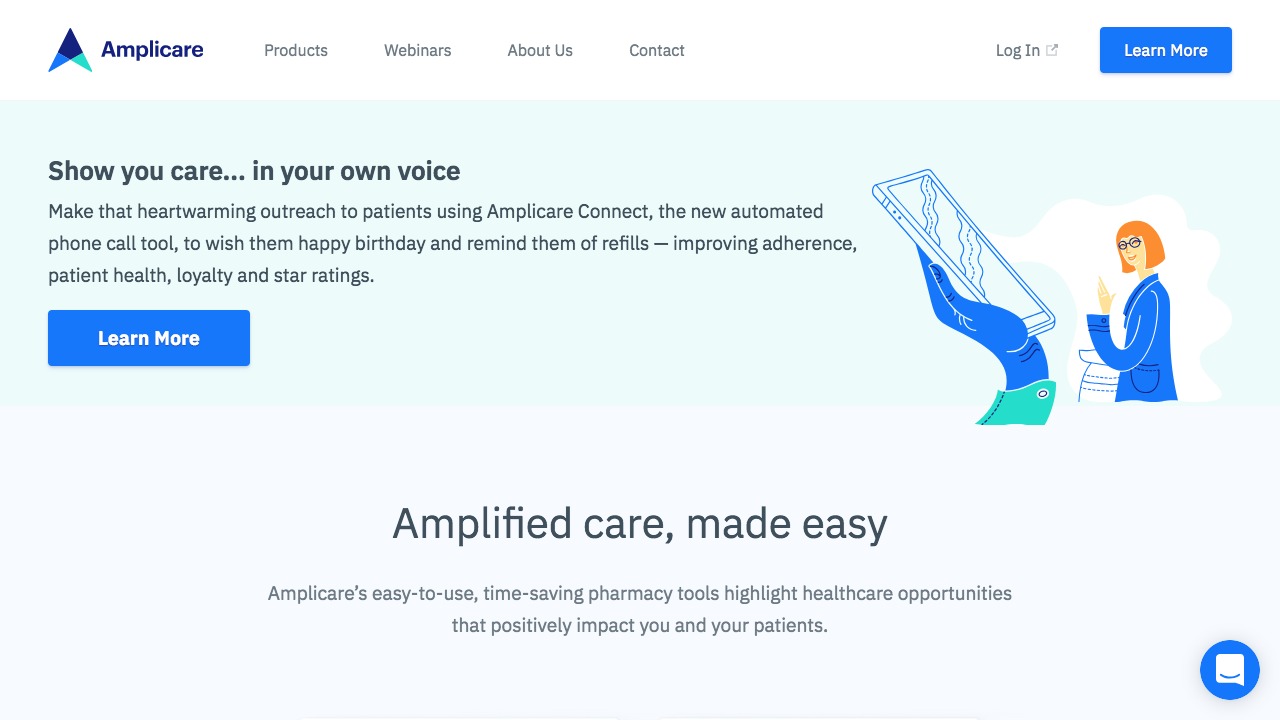 Amplicare
Products
Webinars
About Us
Contact
Log In
Learn More
Show you care... in your own voice
Make that heartwarming outreach to patients using Amplicare Connect, the new automated
phone call tool, to wish them happy birthday and remind them of refills — improving adherence,
patient health, loyalty and star ratings.
Learn More
Amplified care, made easy
Amplicare’s easy-to-use, time-saving pharmacy tools highlight healthcare opportunities
that positively impact you and your patients.